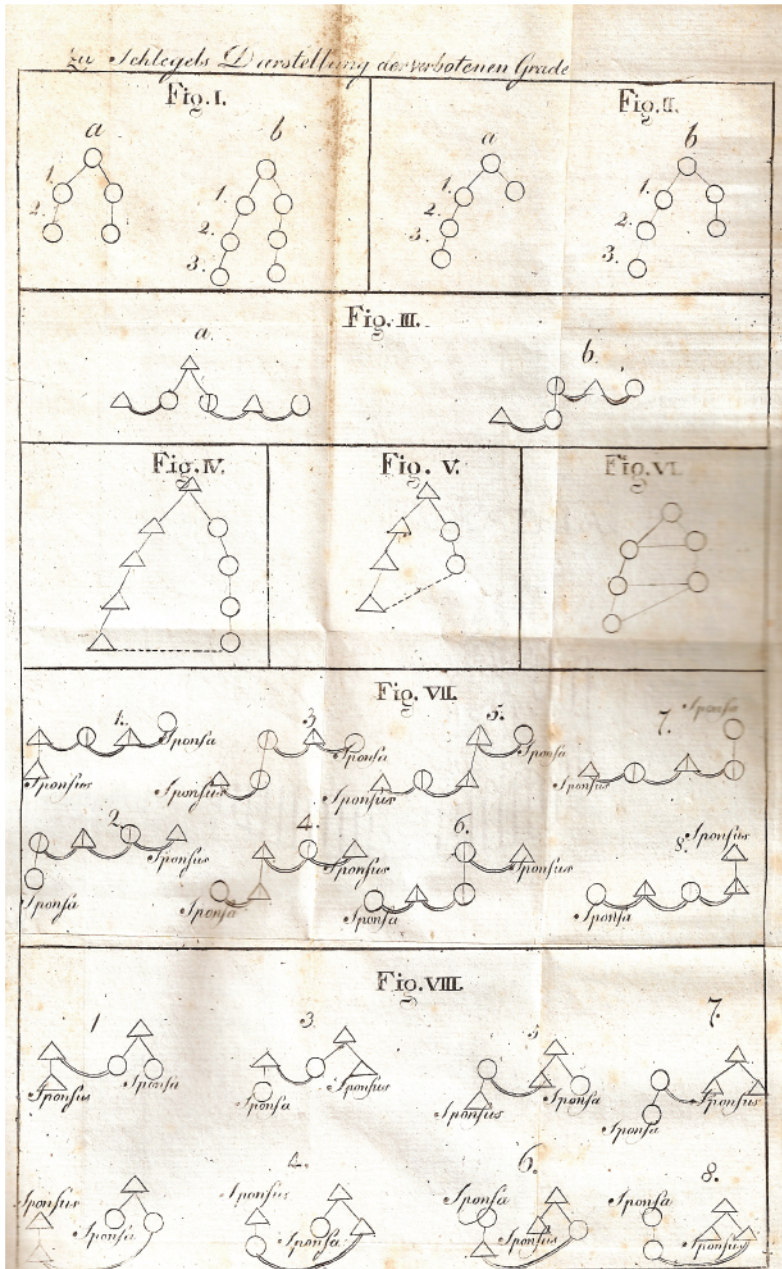 zu Schlegels Darstellung der verbotenen Grade
Fig. I. Fig. II.
a b a b
1. 1. 1. 1.
2. 2. 2. 2.
3. 3. 3.
Fig. III.
a. b.
Fig. IV. Fig. V. Fig. VI.
Fig. VII.
1. 3 5. 7. Sponsa
Sponsa Sponsa Sponsa
Sponsus Sponsus Sponsus Sponsus
2. 4. 6. 8. Sponsus
Sponsus Sponsus Sponsus
Sponsa Sponsa Sponsa Sponsa
Fig. VIII.
1 3. 5 7.
Sponsus Sponsa Sponsa Sponsus Sponsus Sponsa Sponsa Sponsus
4. 6. 8.
Sponsus Sponsus Sponsa Sponsa
Sponsa Sponsa Sponsus Sponsus